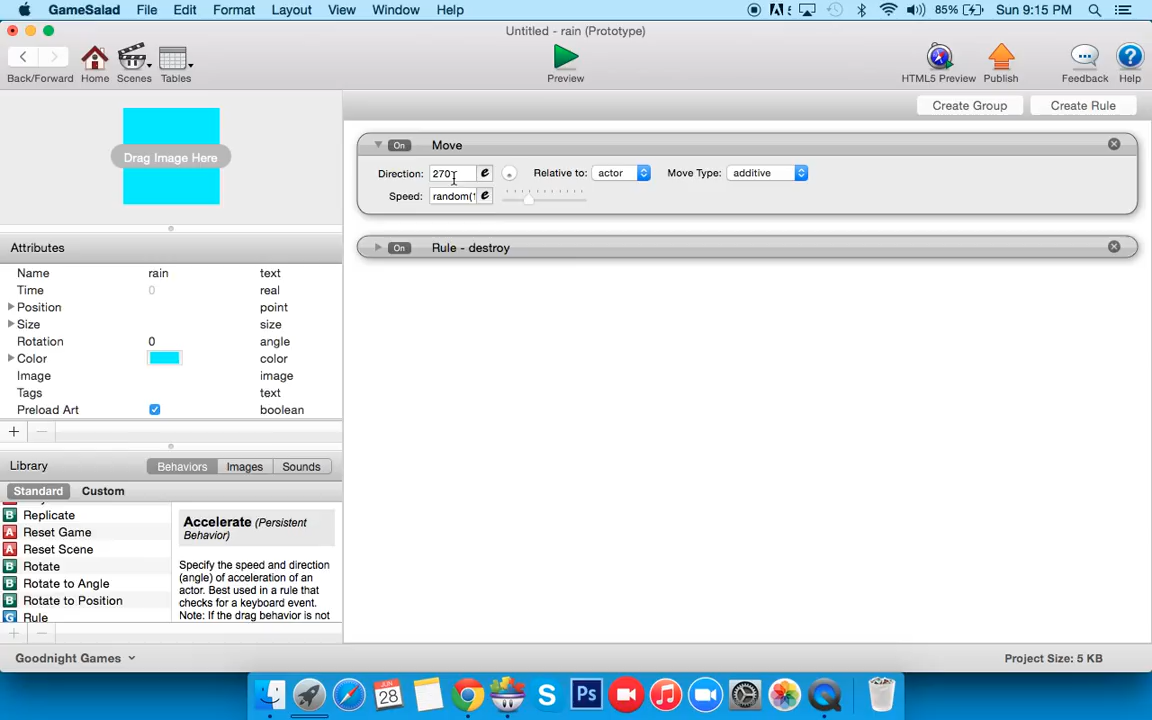 GameSalad File Edit Format Layout View Window Help 85% Sun 9:15 PM
Untitled - rain (Prototype)
Back/Forward Home Scenes Tables Preview HTML5 Preview Publish Feedback Help
Create Group Create Rule
Drag Image Here
On Move
Direction: 270 e Relative to: actor Move Type: additive
Speed: random(1 e
On Rule - destroy
Attributes
Name rain text
Time 0 real
Position point
Size size
Rotation 0 angle
Color color
Image image
Tags text
Preload Art boolean
Library Behaviors Images Sounds
Standard Custom
B Replicate
A Reset Game
A Reset Scene
B Rotate
B Rotate to Angle
B Rotate to Position
G Rule
Accelerate (Persistent
Behavior)
Specify the speed and direction
(angle) of acceleration of an
actor. Best used in a rule that
checks for a keyboard event.
Note: If the drag behavior is not
Goodnight Games Project Size: 5 KB
JUN
28
S
Ps